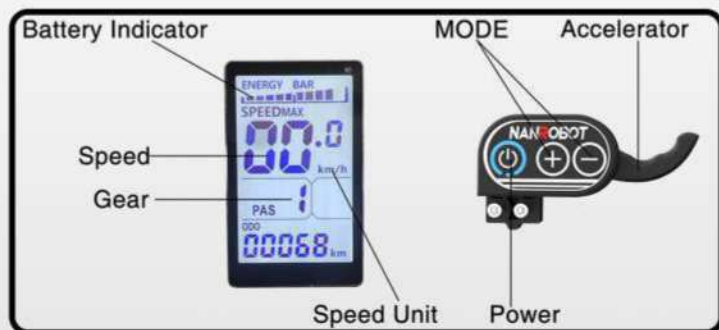 Battery Indicator
MODE
Accelerator
ENERGY BAR
SPEEDMAX
00.0
km/h
Speed
Gear
PAS 1
ODO
00068 km
Speed Unit
NANROBOT
Power